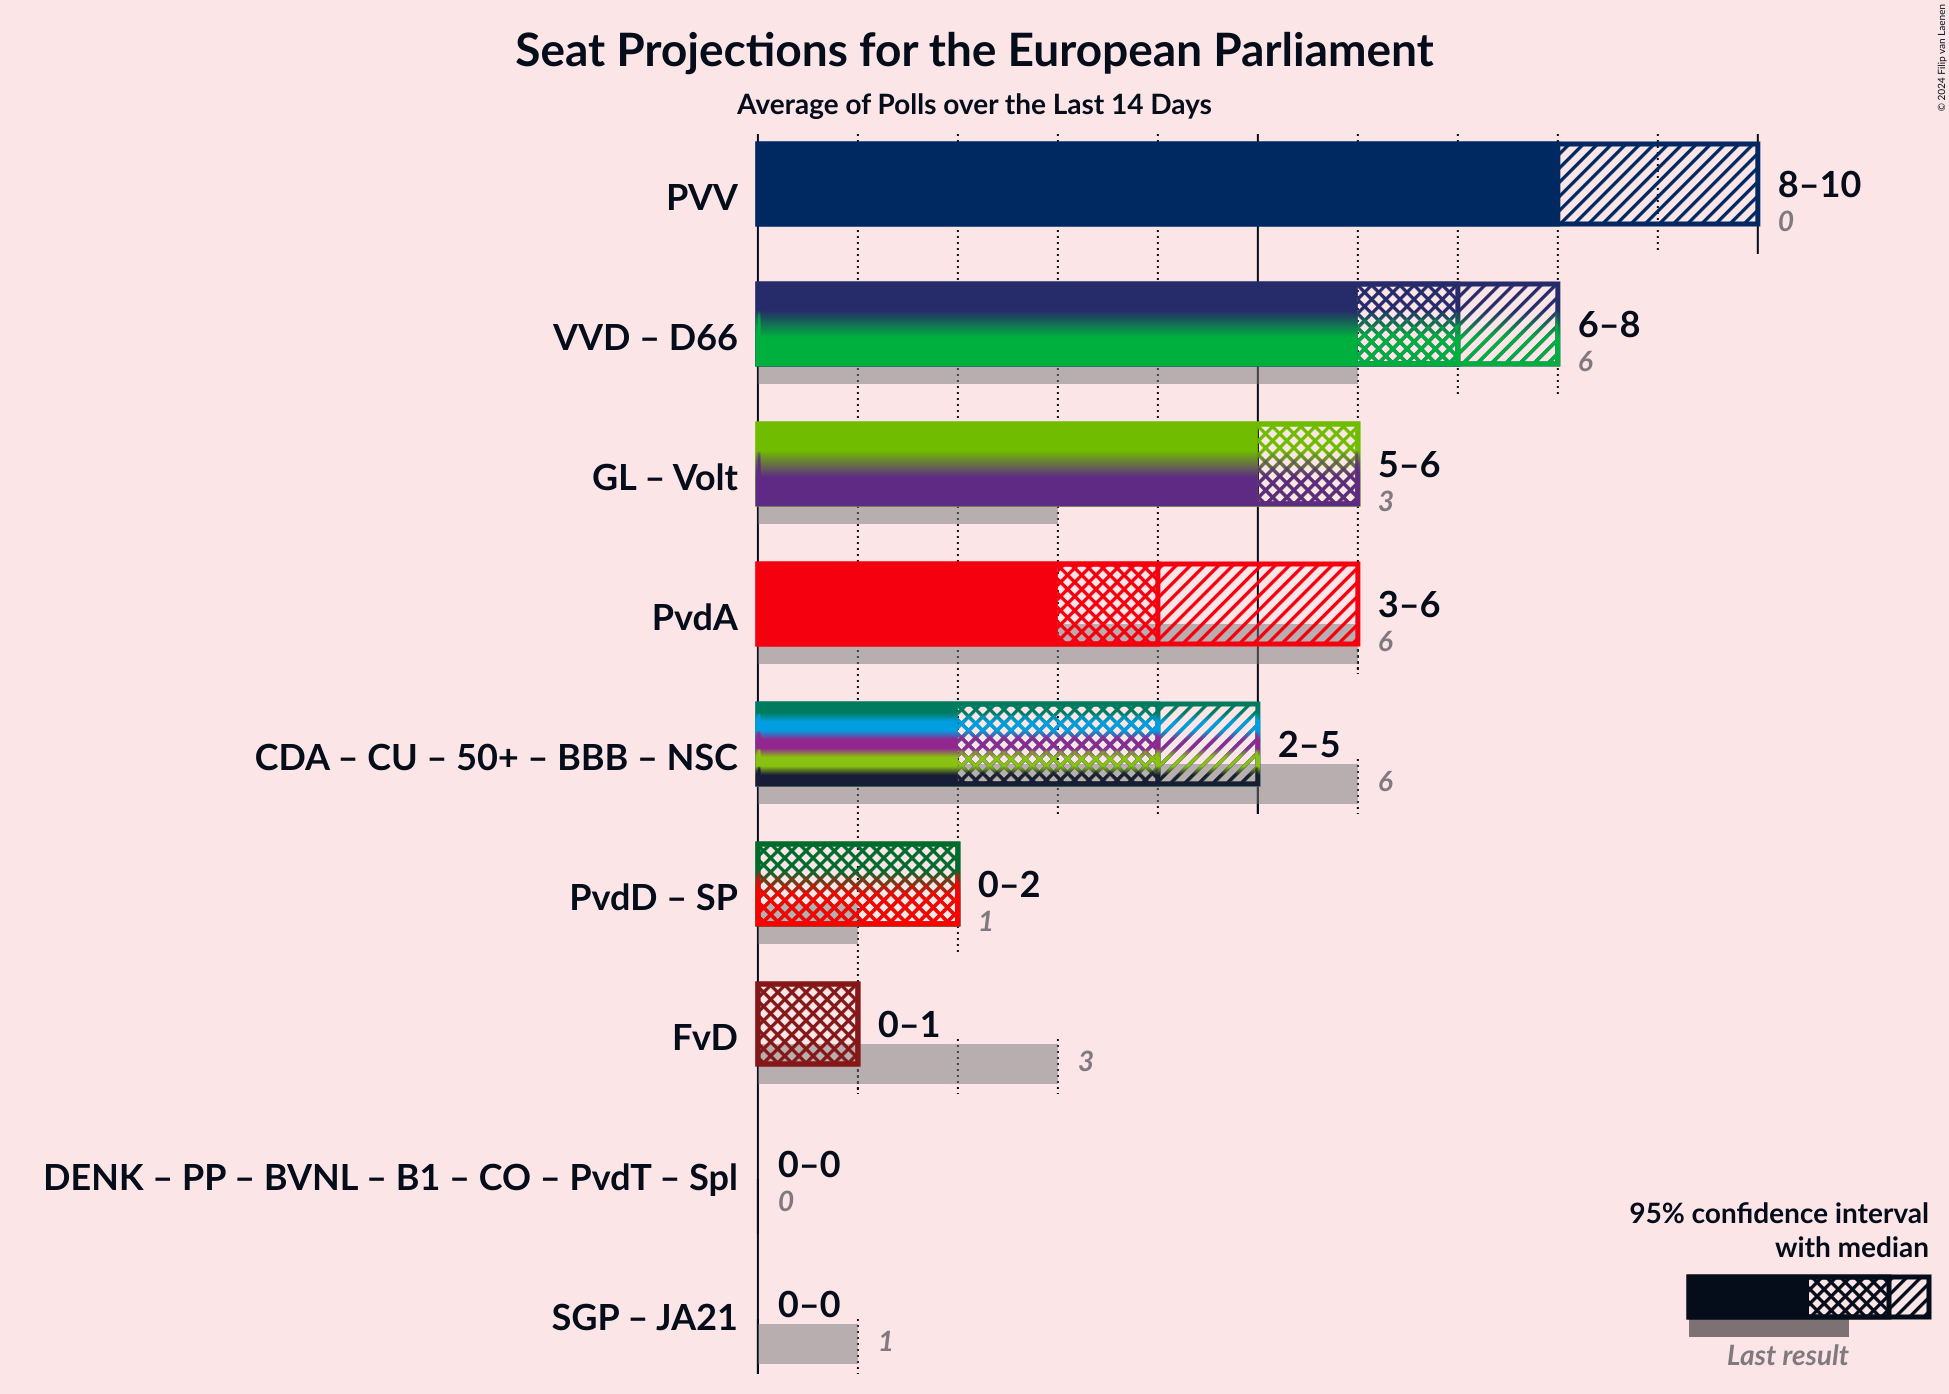 Seat Projections for the European Parliament
Average of Polls over the Last 14 Days
© 2024 Filip van Laenen
PVV
8–10
0
VVD – D66
6–8
6
GL – Volt
5–6
3
PvdA
3–6
6
CDA – CU – 50+ – BBB – NSC
2–5
6
PvdD – SP
0–2
1
FvD
0–1
3
DENK – PP – BVNL – B1 – CO – PvdT – Spl
0–0
0
SGP – JA21
0–0
1
95% confidence interval
with median
Last result